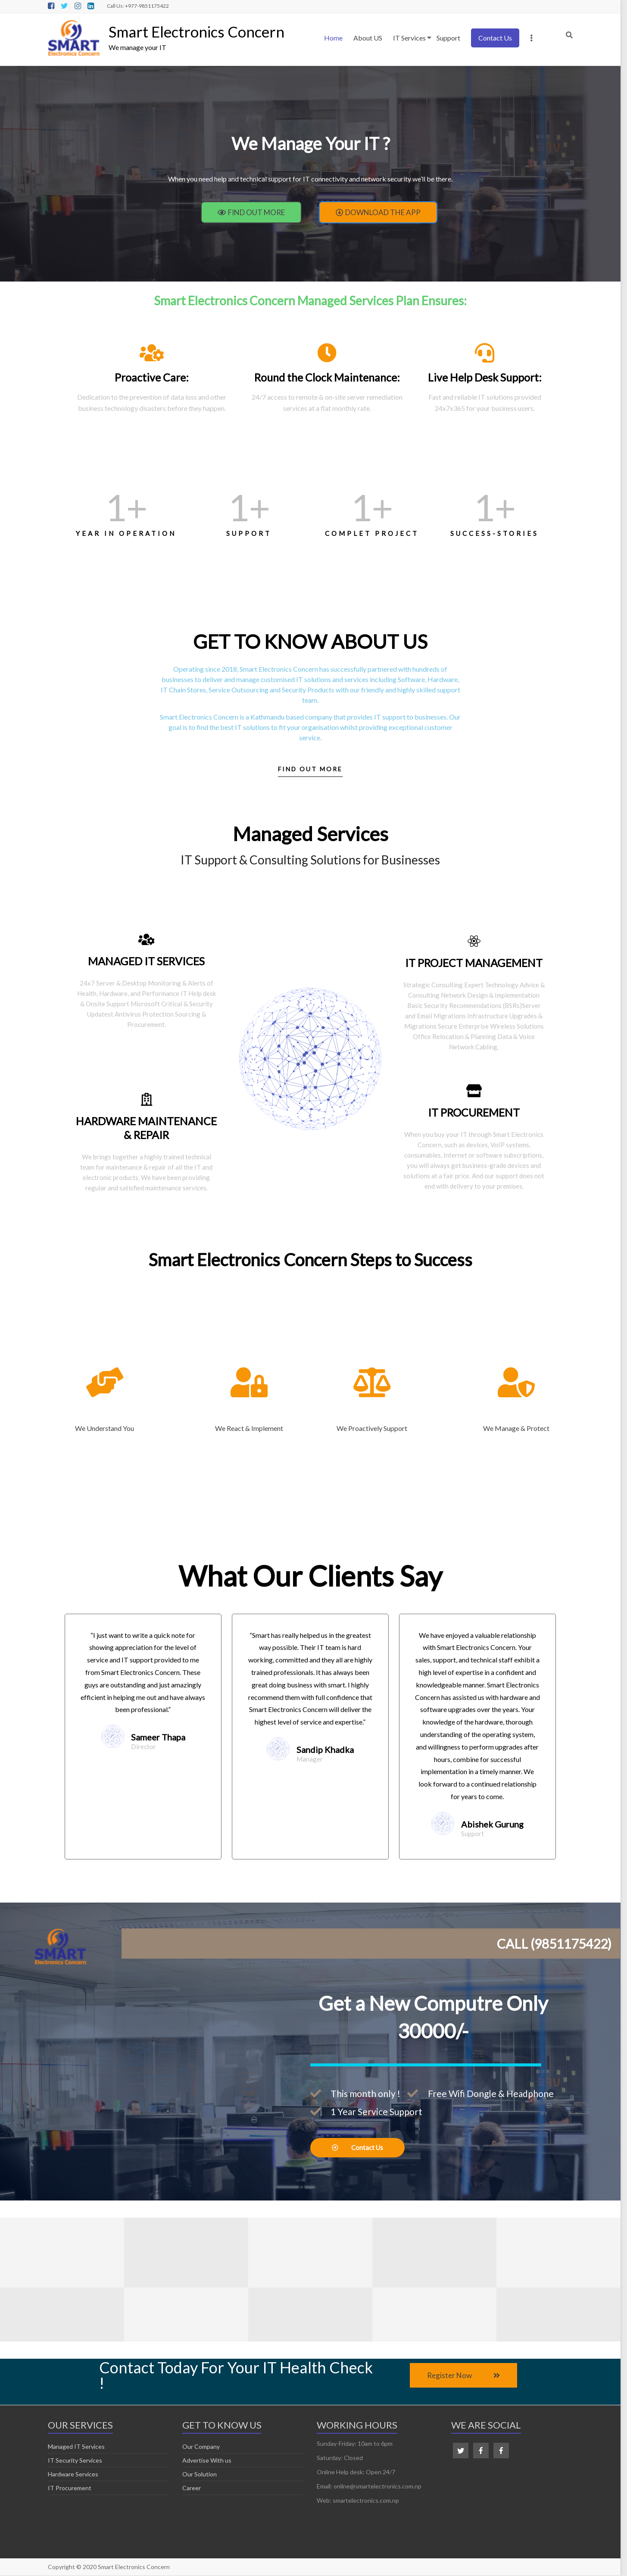 Call Us: +977-9851175422
SMART
Electronics Concern
Smart Electronics Concern
We manage your IT
Home
About US
IT Services
Support
Contact Us
We Manage Your IT ?
When you need help and technical support for IT connectivity and network security we'll be there.
FIND OUT MORE
DOWNLOAD THE APP
Smart Electronics Concern Managed Services Plan Ensures:
Proactive Care:
Dedication to the prevention of data loss and other
business technology disasters before they happen.
Round the Clock Maintenance:
24/7 access to remote & on-site server remediation
services at a flat monthly rate.
Live Help Desk Support:
Fast and reliable IT solutions provided
24x7x365 for your business users.
1+
YEAR IN OPERATION
1+
SUPPORT
1+
COMPLET PROJECT
1+
SUCCESS-STORIES
GET TO KNOW ABOUT US
Operating since 2018, Smart Electronics Concern has successfully partnered with hundreds of
businesses to deliver and manage customised IT solutions and services including Software, Hardware,
IT Chain Stores, Service Outsourcing and Security Products with our friendly and highly skilled support
team.
Smart Electronics Concern is a Kathmandu based company that provides IT support to businesses. Our
goal is to find the best IT solutions to fit your organisation whilst providing exceptional customer
service.
FIND OUT MORE
Managed Services
IT Support & Consulting Solutions for Businesses
MANAGED IT SERVICES
24×7 Server & Desktop Monitoring & Alerts of
Health, Hardware, and Performance IT Help desk
& Onsite Support Microsoft Critical & Security
Updatest Antivirus Protection Sourcing &
Procurement.
HARDWARE MAINTENANCE
& REPAIR
We brings together a highly trained technical
team for maintenance & repair of all the IT and
electronic products. We have been providing
regular and satisfied maintenance services.
IT PROJECT MANAGEMENT
Strategic Consulting Expert Technology Advice &
Consulting Network Design & Implementation
Basic Security Recommendations (BSRs)Server
and Email Migrations Infrastructure Upgrades &
Migrations Secure Enterprise Wireless Solutions
Office Relocation & Planning Data & Voice
Network Cabling.
IT PROCUREMENT
When you buy your IT through Smart Electronics
Concern, such as devices, VoIP systems,
consumables, Internet or software subscriptions,
you will always get business-grade devices and
solutions at a fair price. And our support does not
end with delivery to your premises.
Smart Electronics Concern Steps to Success
We Understand You
We React & Implement
We Proactively Support
We Manage & Protect
What Our Clients Say
"I just want to write a quick note for
showing appreciation for the level of
service and IT support provided to me
from Smart Electronics Concern. These
guys are outstanding and just amazingly
efficient in helping me out and have always
been professional."
Sameer Thapa
Director
"Smart has really helped us in the greatest
way possible. Their IT team is hard
working, committed and they all are highly
trained professionals. It has always been
great doing business with smart. I highly
recommend them with full confidence that
Smart Electronics Concern will deliver the
highest level of service and expertise."
Sandip Khadka
Manager
We have enjoyed a valuable relationship
with Smart Electronics Concern. Your
sales, support, and technical staff exhibit a
high level of expertise in a confident and
knowledgeable manner. Smart Electronics
Concern has assisted us with hardware and
software upgrades over the years. Your
knowledge of the hardware, thorough
understanding of the operating system,
and willingness to perform upgrades after
hours, combine for successful
implementation in a timely manner. We
look forward to a continued relationship
for years to come.
Abishek Gurung
Support
SMART
Electronics Concern
CALL (9851175422)
Get a New Computre Only
30000/-
This month only !
Free Wifi Dongle & Headphone
1 Year Service Support
Contact Us
Contact Today For Your IT Health Check
!
Register Now
OUR SERVICES
Managed IT Services
IT Security Services
Hardware Services
IT Procurement
GET TO KNOW US
Our Company
Advertise With us
Our Solution
Career
WORKING HOURS
Sunday-Friday: 10am to 6pm
Saturday: Closed
Online Help desk: Open 24/7
Email: online@smartelectronics.com.np
Web: smartelectronics.com.np
WE ARE SOCIAL
Copyright © 2020 Smart Electronics Concern